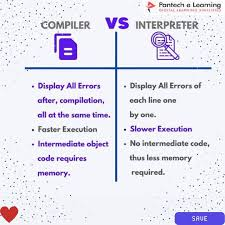 Pantech e Learning
DIGITAL LEARNING SIMPLIFIED
COMPILER VS INTERPRETER
• Display All Errors
after, compilation,
all at the same time.
• Faster Execution
• Intermediate object
code requires
memory.
• Display All Errors of
each line one
by one.
• Slower Execution
• No intermediate code,
thus less memory
required.
SAVE